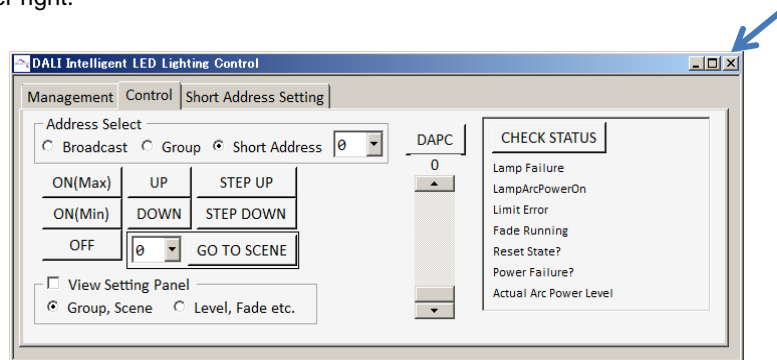 er right.
DALI Intelligent LED Lighting Control
Management Control Short Address Setting
Address Select
Broadcast Group Short Address 0
ON(Max) UP STEP UP
ON(Min) DOWN STEP DOWN
OFF 0 GO TO SCENE
View Setting Panel
Group, Scene Level, Fade etc.
DAPC
0
CHECK STATUS
Lamp Failure
LampArcPowerOn
Limit Error
Fade Running
Reset State?
Power Failure?
Actual Arc Power Level